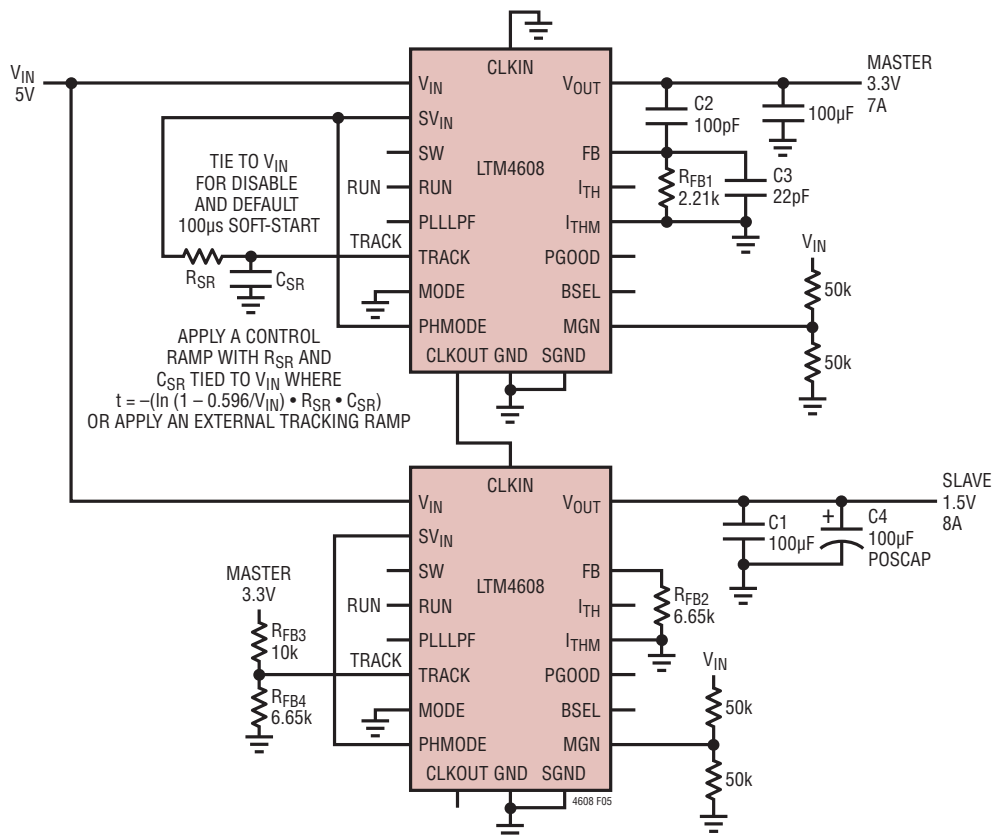 CLKIN
V_IN
5V
V_IN
SV_IN
SW
RUN
RUN
PLLLPF
TRACK
TRACK
MODE
PHMODE
LTM4608
V_OUT
FB
I_TH
I_THM
PGOOD
BSEL
MGN
CLKOUT GND SGND
MASTER
3.3V
7A
C2
100pF
100µF
R_FB1
2.21k
C3
22pF
V_IN
50k
50k
TIE TO V_IN
FOR DISABLE
AND DEFAULT
100µs SOFT-START
R_SR
C_SR
APPLY A CONTROL
RAMP WITH R_SR AND
C_SR TIED TO V_IN WHERE
t = –(ln (1 – 0.596/V_IN) • R_SR • C_SR)
OR APPLY AN EXTERNAL TRACKING RAMP
CLKIN
V_IN
SV_IN
SW
RUN
RUN
PLLLPF
TRACK
TRACK
MODE
PHMODE
LTM4608
V_OUT
FB
I_TH
I_THM
PGOOD
BSEL
MGN
CLKOUT GND SGND
SLAVE
1.5V
8A
C1
100µF
+
C4
100µF
POSCAP
R_FB2
6.65k
V_IN
50k
50k
MASTER
3.3V
R_FB3
10k
R_FB4
6.65k
4608 F05